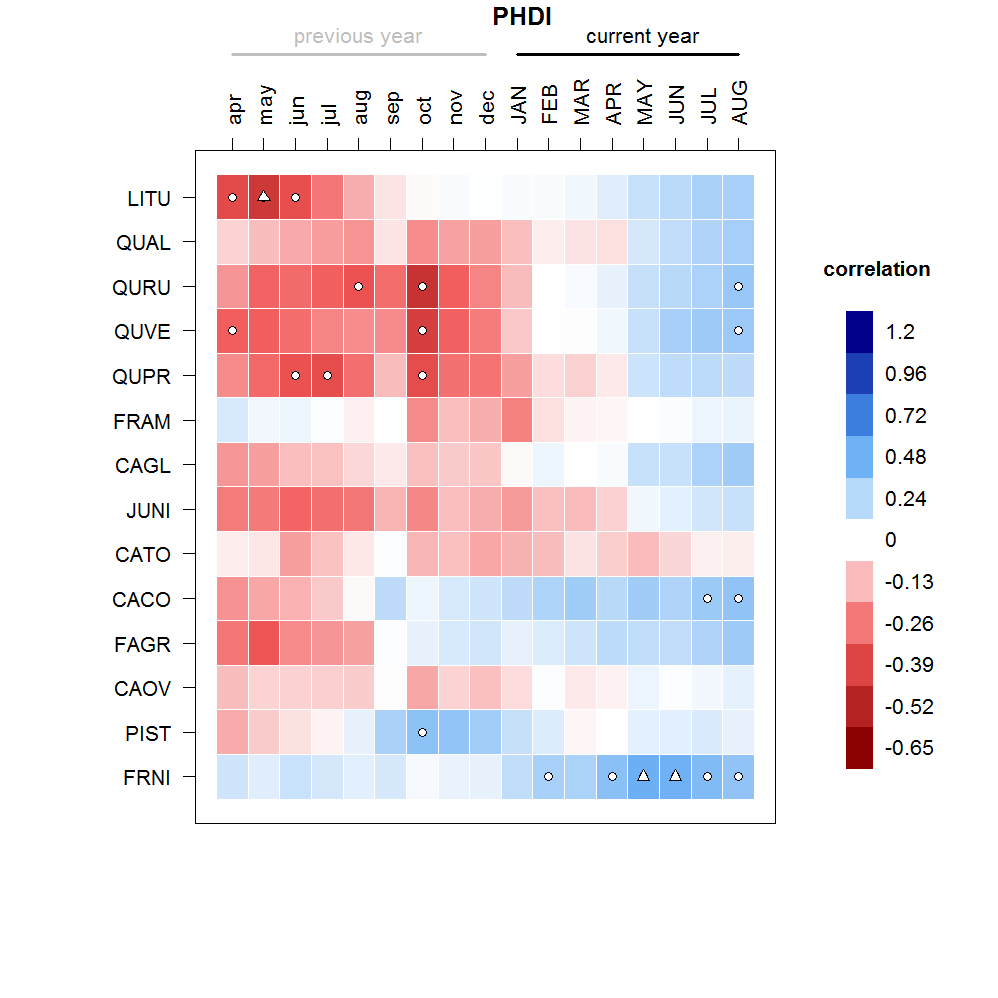 PHDI
previous year current year
apr may jun jul aug sep oct nov dec JAN FEB MAR APR MAY JUN JUL AUG
LITU
QUAL
QURU
QUVE
QUPR
FRAM
CAGL
JUNI
CATO
CACO
FAGR
CAOV
PIST
FRNI
correlation
1.2
0.96
0.72
0.48
0.24
0
-0.13
-0.26
-0.39
-0.52
-0.65